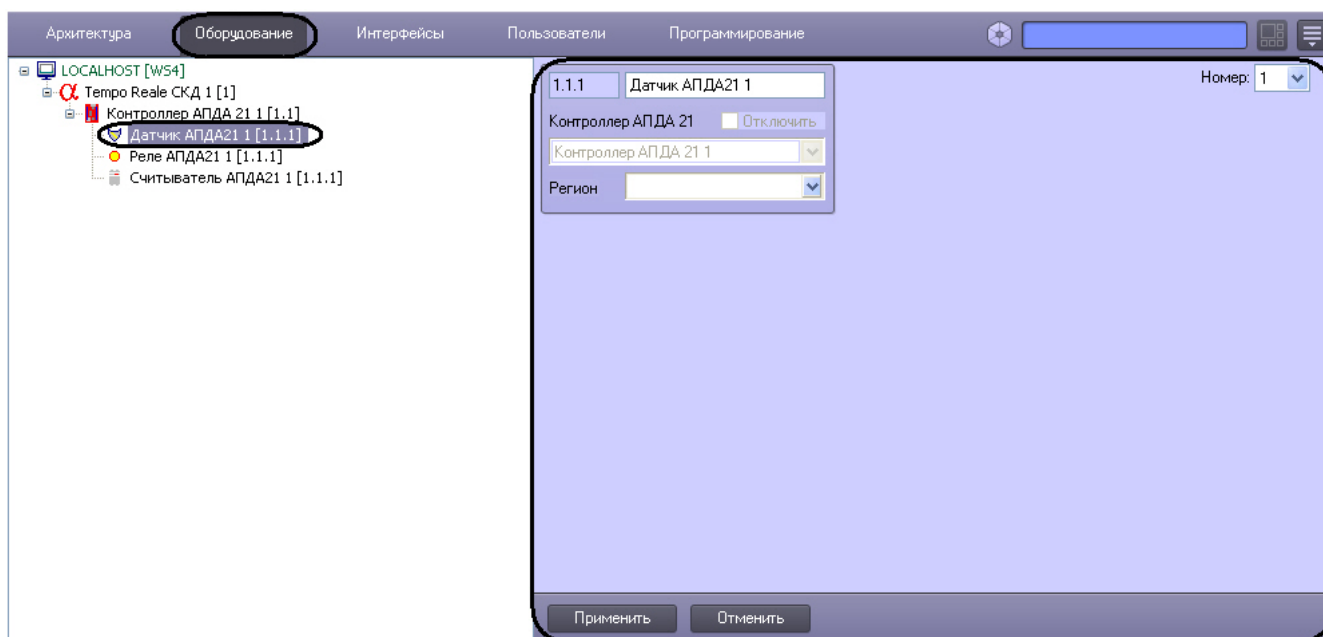 Архитектура Оборудование Интерфейсы Пользователи Программирование
LOCALHOST [WS4]
Tempo Reale СКД 1 [1]
Контроллер АПДА 21 1 [1.1]
Датчик АПДА21 1 [1.1.1]
Реле АПДА21 1 [1.1.1]
Считыватель АПДА21 1 [1.1.1]
1.1.1 Датчик АПДА21 1
Номер: 1
Контроллер АПДА 21 Отключить
Контроллер АПДА 21 1
Регион
Применить Отменить